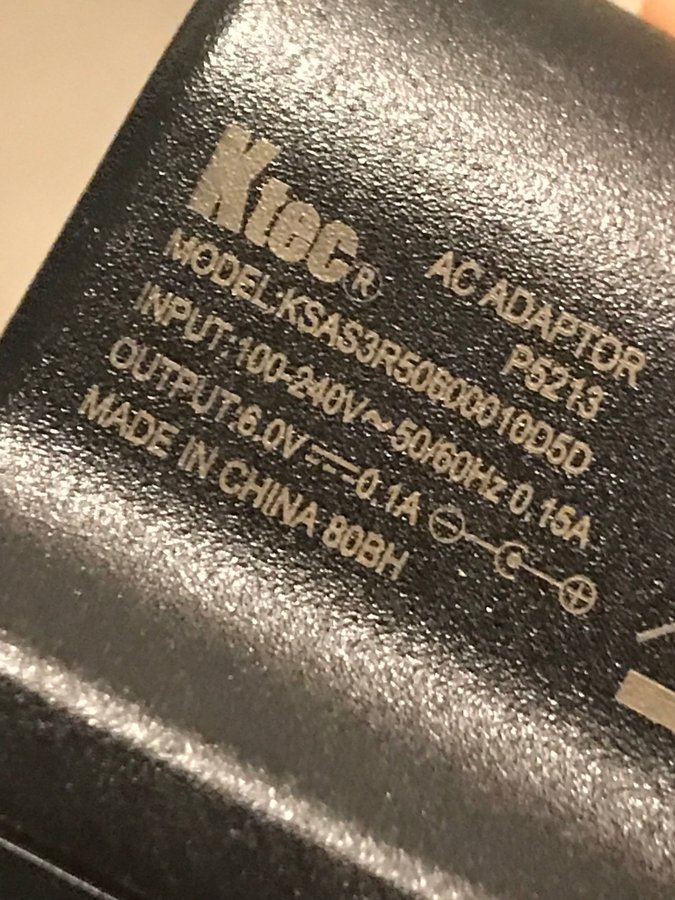 Ktec®
AC ADAPTOR
P5213
MODEL:KSAS3R50600010D5D
INPUT:100-240V~50/60Hz 0.15A
OUTPUT:6.0V⎓0.1A
MADE IN CHINA 80BH